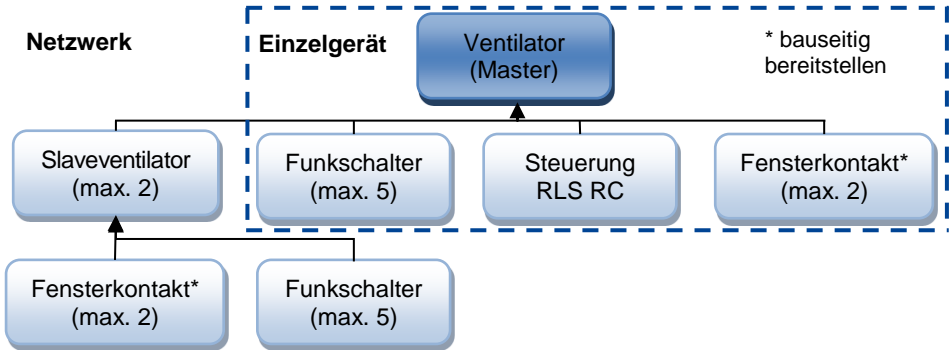 Netzwerk
Einzelgerät
Ventilator
(Master)
* bauseitig
bereitstellen
Slaveventilator
(max. 2)
Funkschalter
(max. 5)
Steuerung
RLS RC
Fensterkontakt*
(max. 2)
Fensterkontakt*
(max. 2)
Funkschalter
(max. 5)